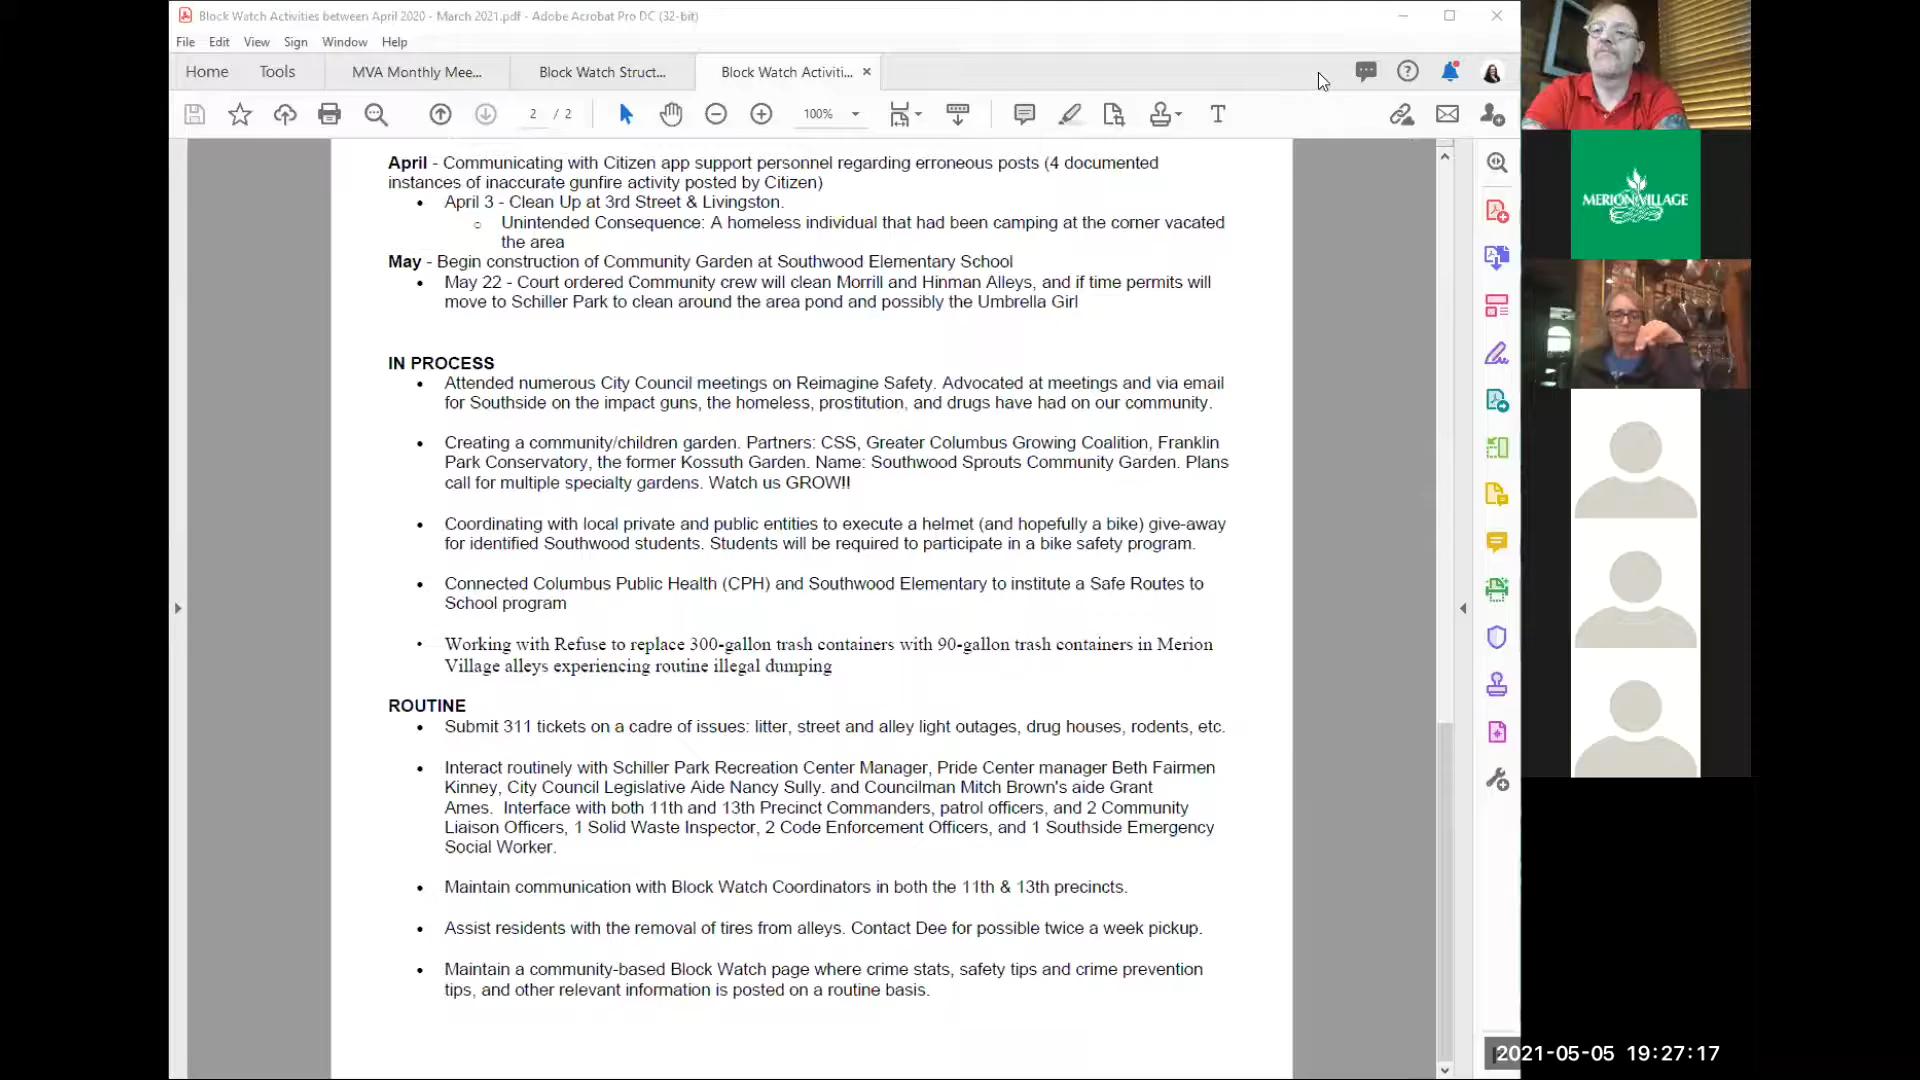 Block Watch Activities between April 2020 - March 2021.pdf - Adobe Acrobat Pro DC (32-bit)
File Edit View Sign Window Help
Home Tools MVA Monthly Mee... Block Watch Struct... Block Watch Activiti... ×
2 / 2 100%
April - Communicating with Citizen app support personnel regarding erroneous posts (4 documented
instances of inaccurate gunfire activity posted by Citizen)
• April 3 - Clean Up at 3rd Street & Livingston.
o Unintended Consequence: A homeless individual that had been camping at the corner vacated
the area
May - Begin construction of Community Garden at Southwood Elementary School
• May 22 - Court ordered Community crew will clean Morrill and Hinman Alleys, and if time permits will
move to Schiller Park to clean around the area pond and possibly the Umbrella Girl
IN PROCESS
• Attended numerous City Council meetings on Reimagine Safety. Advocated at meetings and via email
for Southside on the impact guns, the homeless, prostitution, and drugs have had on our community.
• Creating a community/children garden. Partners: CSS, Greater Columbus Growing Coalition, Franklin
Park Conservatory, the former Kossuth Garden. Name: Southwood Sprouts Community Garden. Plans
call for multiple specialty gardens. Watch us GROW!!
• Coordinating with local private and public entities to execute a helmet (and hopefully a bike) give-away
for identified Southwood students. Students will be required to participate in a bike safety program.
• Connected Columbus Public Health (CPH) and Southwood Elementary to institute a Safe Routes to
School program
• Working with Refuse to replace 300-gallon trash containers with 90-gallon trash containers in Merion
Village alleys experiencing routine illegal dumping
ROUTINE
• Submit 311 tickets on a cadre of issues: litter, street and alley light outages, drug houses, rodents, etc.
• Interact routinely with Schiller Park Recreation Center Manager, Pride Center manager Beth Fairmen
Kinney, City Council Legislative Aide Nancy Sully. and Councilman Mitch Brown's aide Grant
Ames. Interface with both 11th and 13th Precinct Commanders, patrol officers, and 2 Community
Liaison Officers, 1 Solid Waste Inspector, 2 Code Enforcement Officers, and 1 Southside Emergency
Social Worker.
• Maintain communication with Block Watch Coordinators in both the 11th & 13th precincts.
• Assist residents with the removal of tires from alleys. Contact Dee for possible twice a week pickup.
• Maintain a community-based Block Watch page where crime stats, safety tips and crime prevention
tips, and other relevant information is posted on a routine basis.
MERION VILLAGE
2021-05-05 19:27:17